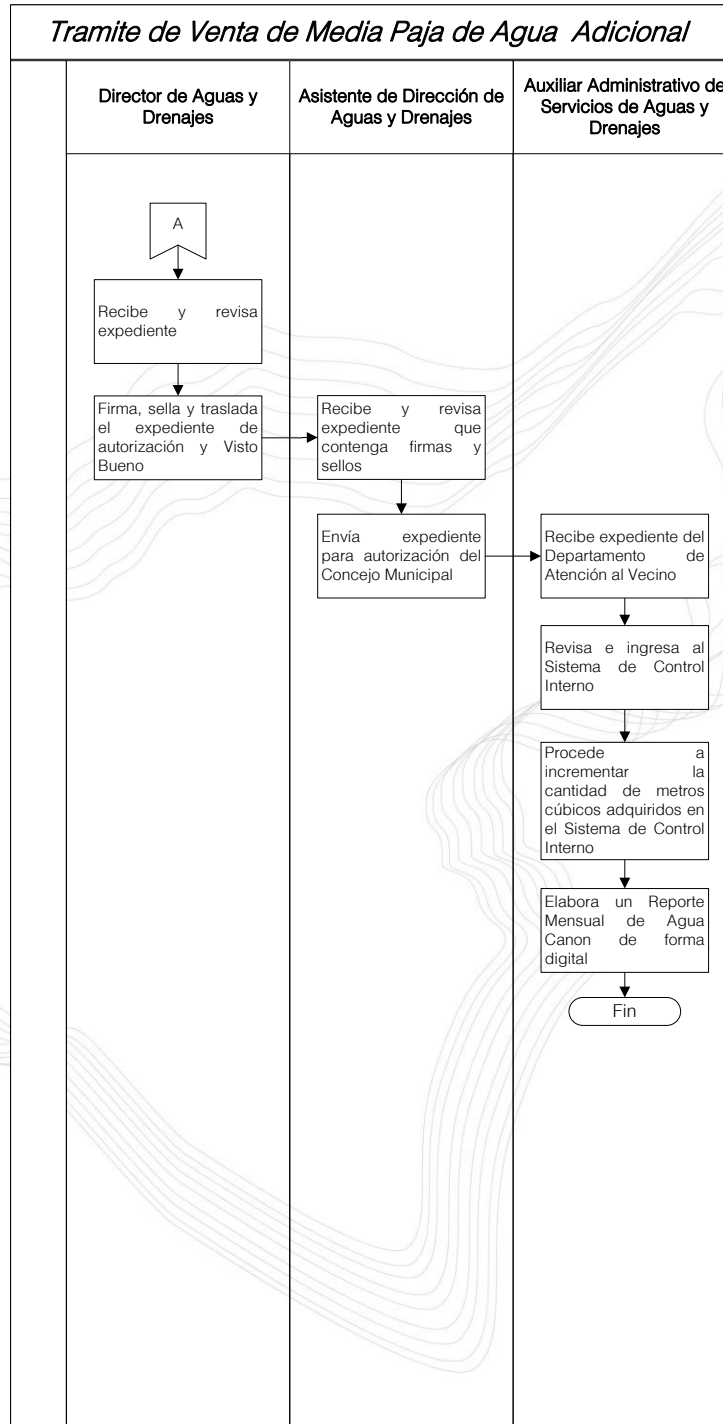 Tramite de Venta de Media Paja de Agua Adicional
Director de Aguas y
Drenajes
Asistente de Dirección de
Aguas y Drenajes
Auxiliar Administrativo de
Servicios de Aguas y
Drenajes
A
Recibe y revisa
expediente
Firma, sella y traslada
el expediente de
autorización y Visto
Bueno
Recibe y revisa
expediente que
contenga firmas y
sellos
Envía expediente
para autorización del
Concejo Municipal
Recibe expediente del
Departamento de
Atención al Vecino
Revisa e ingresa al
Sistema de Control
Interno
Procede a
incrementar la
cantidad de metros
cúbicos adquiridos en
el Sistema de Control
Interno
Elabora un Reporte
Mensual de Agua
Canon de forma
digital
Fin